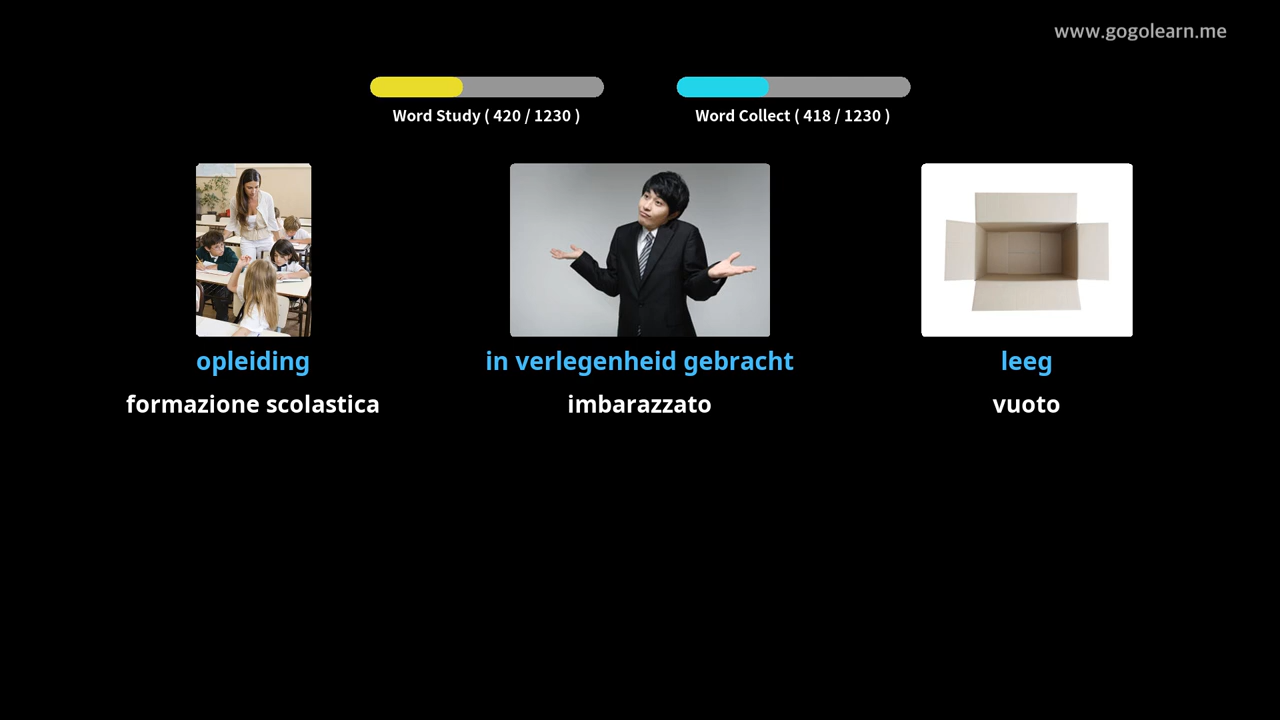 www.gogolearn.me
Word Study ( 420 / 1230 )
Word Collect ( 418 / 1230 )
opleiding
in verlegenheid gebracht
leeg
formazione scolastica
imbarazzato
vuoto